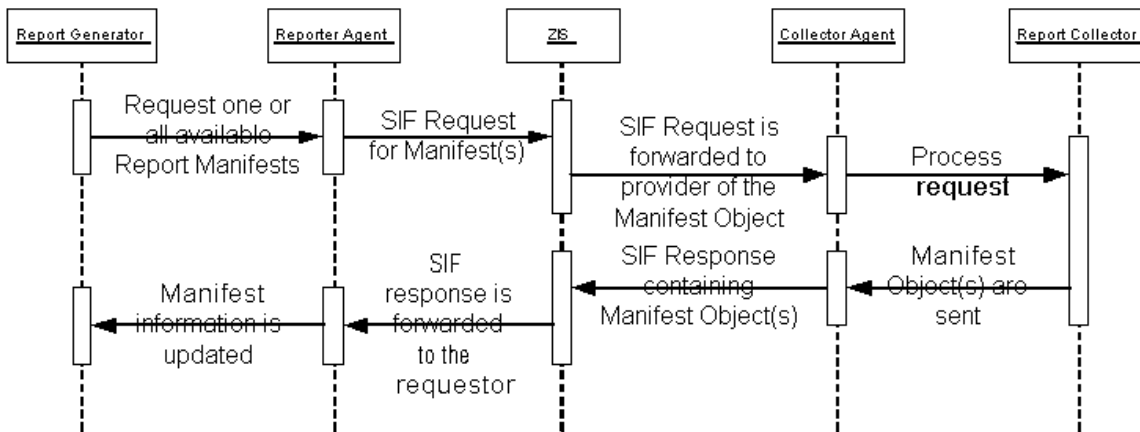 Report Generator
Reporter Agent
ZIS
Collector Agent
Report Collector
Request one or
all available
Report Manifests
SIF Request
for Manifest(s)
SIF Request is
forwarded to
provider of the
Manifest Object
Process
request
Manifest
Object(s) are
sent
SIF Response
containing
Manifest Object(s)
SIF
response is
forwarded
to the
requestor
Manifest
information is
updated